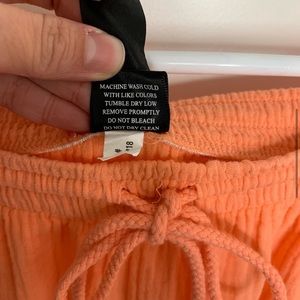 MACHINE WASH COLD
WITH LIKE COLORS
TUMBLE DRY LOW
REMOVE PROMPTLY
DO NOT BLEACH
DO NOT DRY CLEAN